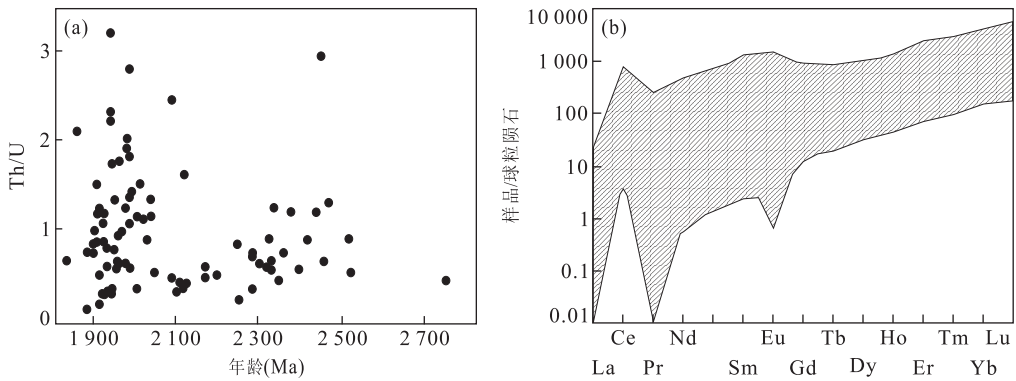 (a)
Th/U
3
2
1
0
1 900
2 100
2 300
2 500
2 700
年龄(Ma)
(b)
样品/球粒陨石
10 000
1 000
100
10
1
0.1
0.01
Ce Nd Eu Tb Ho Tm Lu
La Pr Sm Gd Dy Er Yb